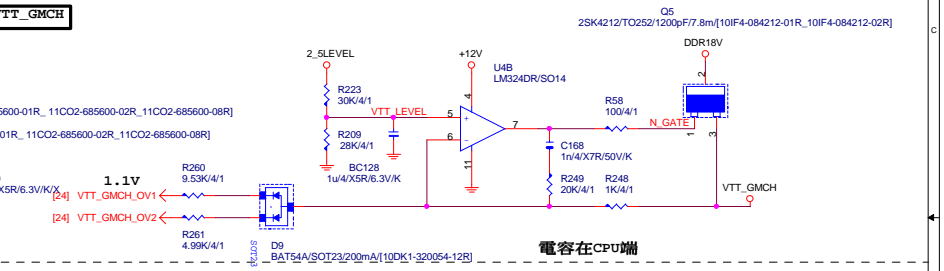 VTT_GMCH
Q5
2SK4212/TO252/1200pF/7.8m/[10IF4-084212-01R_10IF4-084212-02R]
C
DDR18V
2
2_5LEVEL
+12V
U4B
LM324DR/SO14
R223
30K/4/1
4
685600-01R_ 11CO2-685600-02R_11CO2-685600-08R]
VTT_LEVEL
5
+
7
R58
100/4/1
N_GATE
1
3
01R_ 11CO2-685600-02R_11CO2-685600-08R]
R209
28K/4/1
6
-
11
C168
1n/4/X7R/50V/K
BC128
1u/4/X5R/6.3V/K
X5R/6.3V/K/X
1.1V
R260
9.53K/4/1
R249
20K/4/1
R248
1K/4/1
VTT_GMCH
[24] VTT_GMCH_OV1
[24] VTT_GMCH_OV2
R261
4.99K/4/1
SOT23
D9
BAT54A/SOT23/200mA/[10DK1-320054-12R]
電容在CPU端